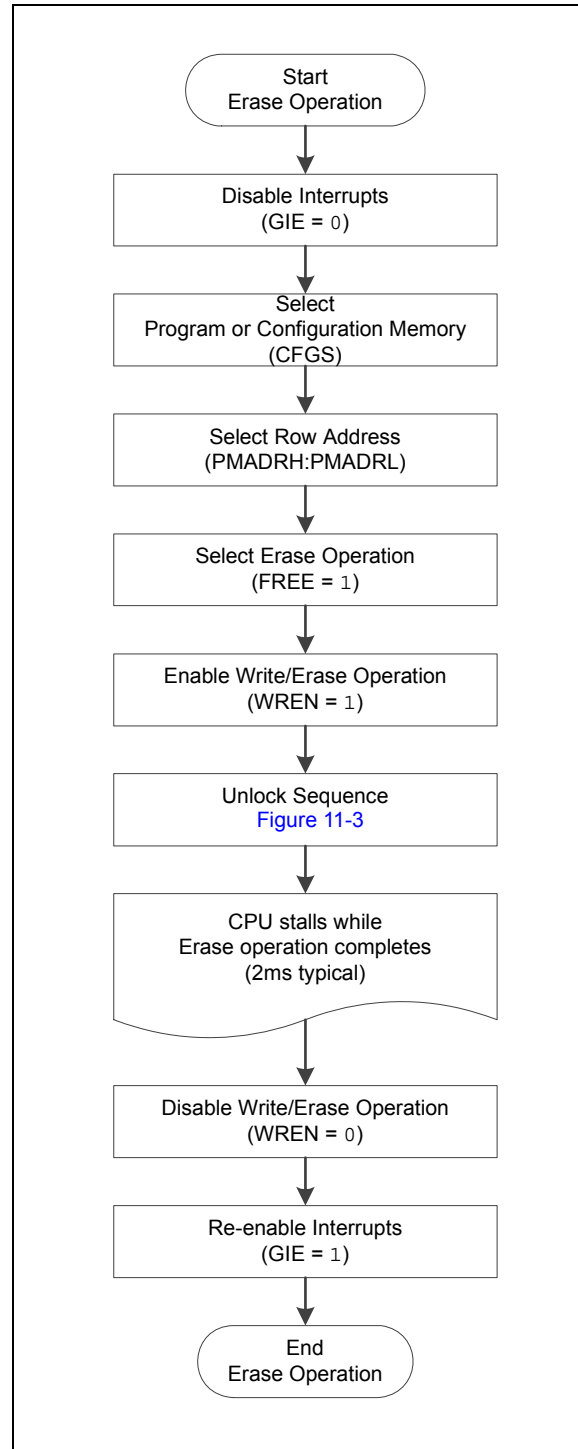 Start
Erase Operation
Disable Interrupts
(GIE = 0)
Select
Program or Configuration Memory
(CFGS)
Select Row Address
(PMADRH:PMADRL)
Select Erase Operation
(FREE = 1)
Enable Write/Erase Operation
(WREN = 1)
Unlock Sequence
Figure 11-3
CPU stalls while
Erase operation completes
(2ms typical)
Disable Write/Erase Operation
(WREN = 0)
Re-enable Interrupts
(GIE = 1)
End
Erase Operation